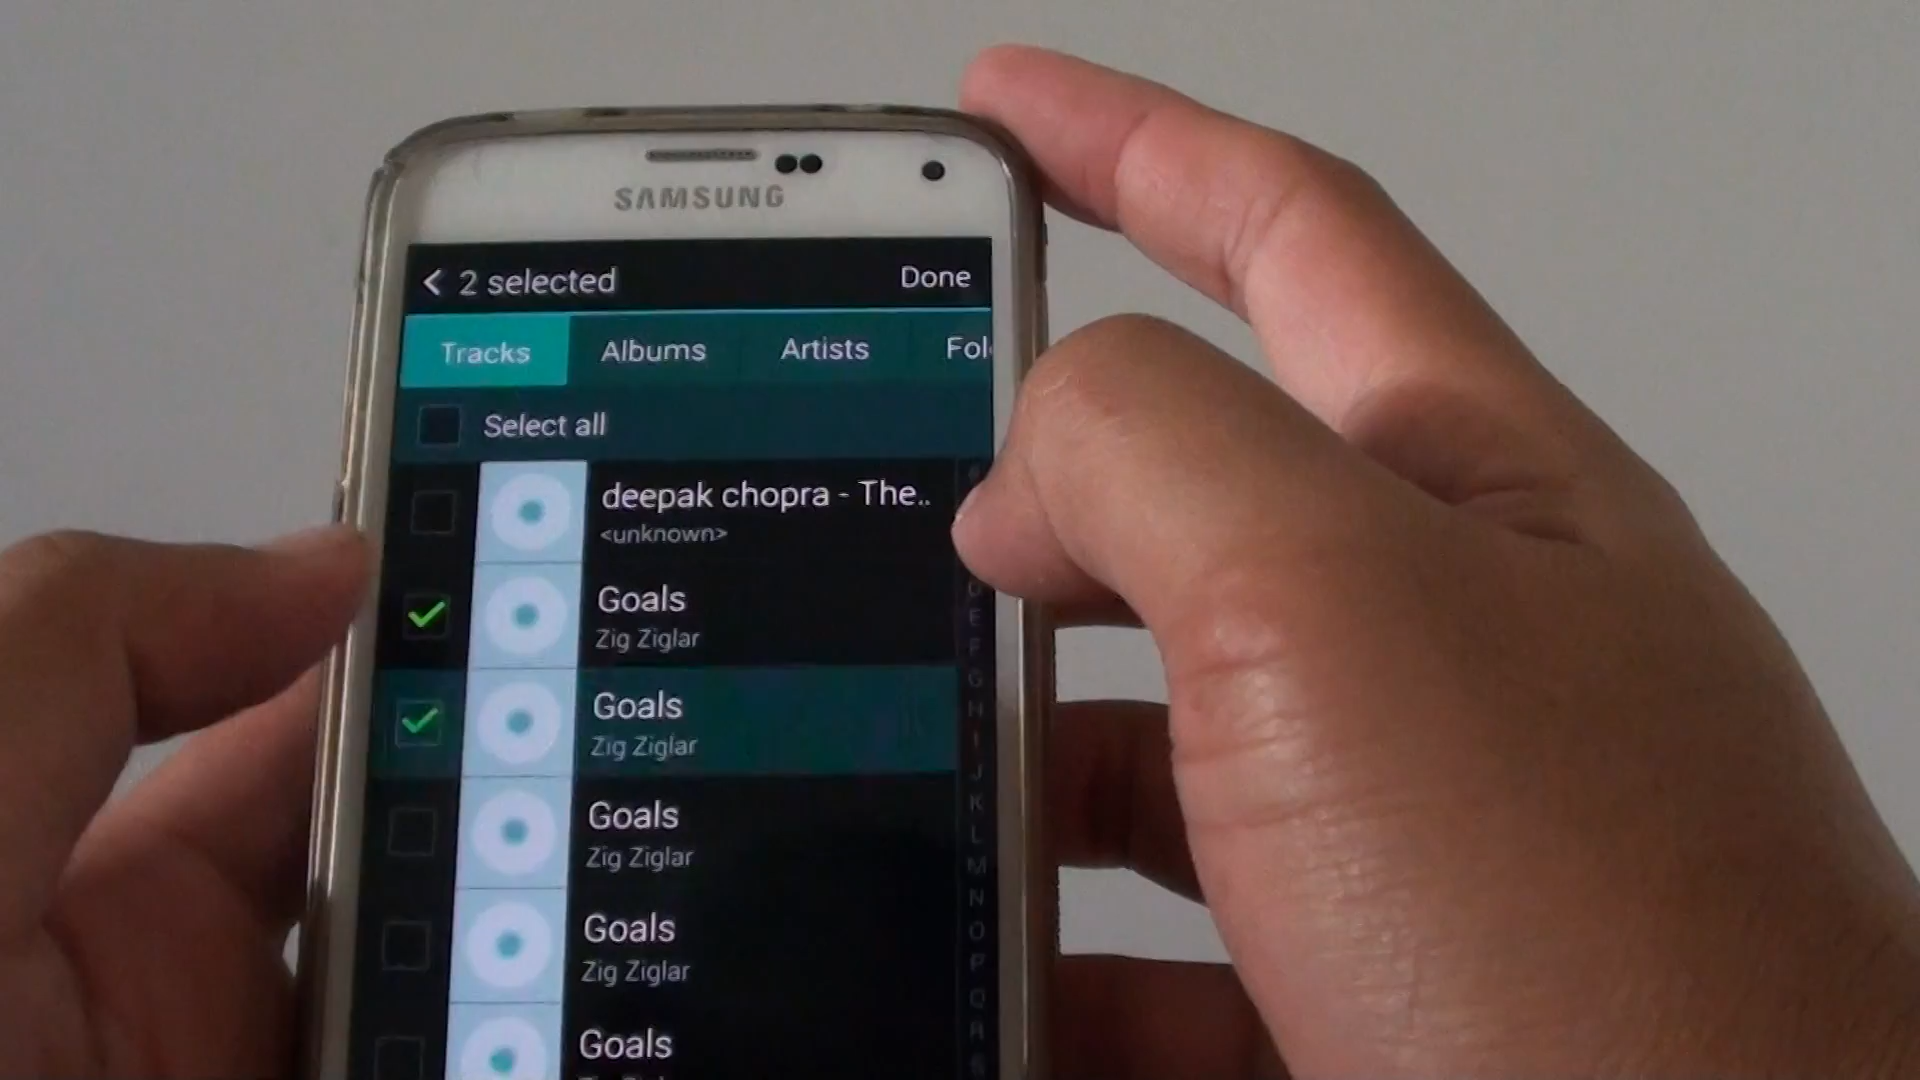 SAMSUNG
2 selected
Done
Tracks
Albums
Artists
Fol
Select all
deepak chopra - The..
<unknown>
Goals
Zig Ziglar
Goals
Zig Ziglar
Goals
Zig Ziglar
Goals
Zig Ziglar
Goals
E
F
G
H
I
J
K
L
M
N
O
P
Q
R